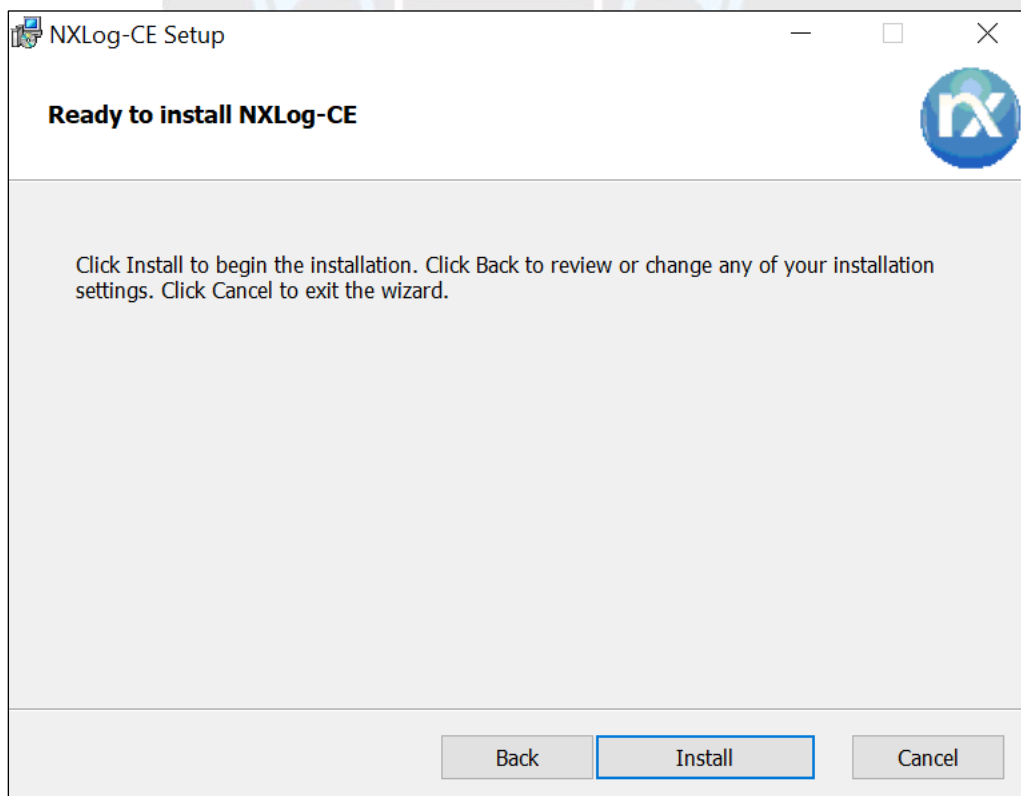 NXLog-CE Setup
Ready to install NXLog-CE
nx
Click Install to begin the installation. Click Back to review or change any of your installation
settings. Click Cancel to exit the wizard.
Back Install Cancel